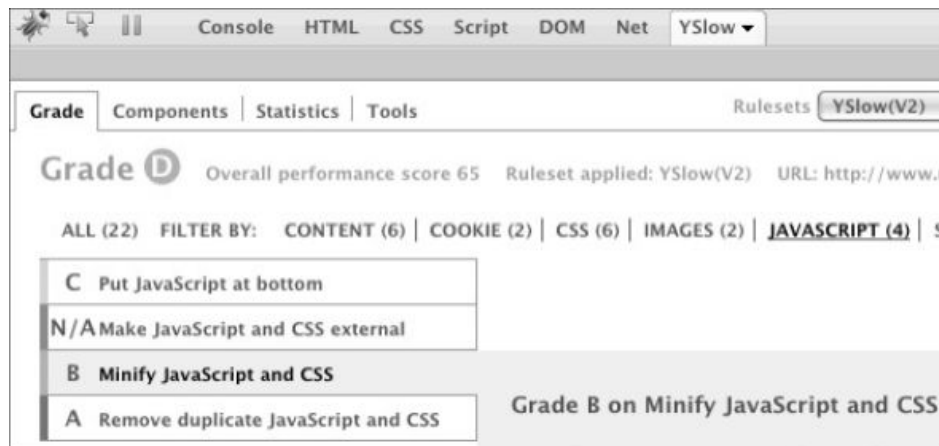 Console HTML CSS Script DOM Net YSlow
Grade Components Statistics Tools Rulesets YSlow(V2)
Grade D Overall performance score 65 Ruleset applied: YSlow(V2) URL: http://www.
ALL (22) FILTER BY: CONTENT (6) | COOKIE (2) | CSS (6) | IMAGES (2) | JAVASCRIPT (4) |
C Put JavaScript at bottom
N/A Make JavaScript and CSS external
B Minify JavaScript and CSS
A Remove duplicate JavaScript and CSS
Grade B on Minify JavaScript and CSS